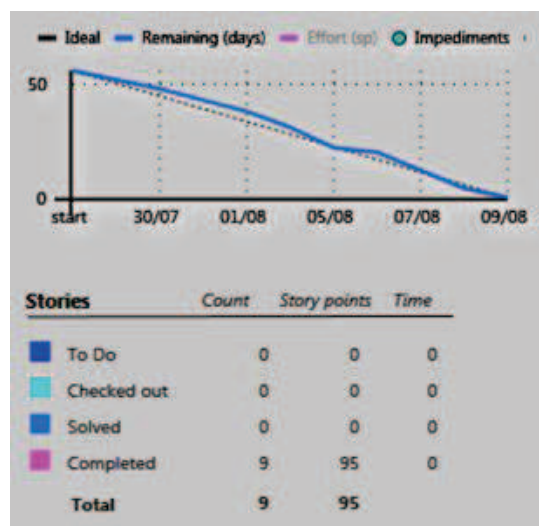 Ideal Remaining (days) Effort (sp) Impediments
50
0
start 30/07 01/08 05/08 07/08 09/08
Stories Count Story points Time
To Do 0 0 0
Checked out 0 0 0
Solved 0 0 0
Completed 9 95 0
Total 9 95